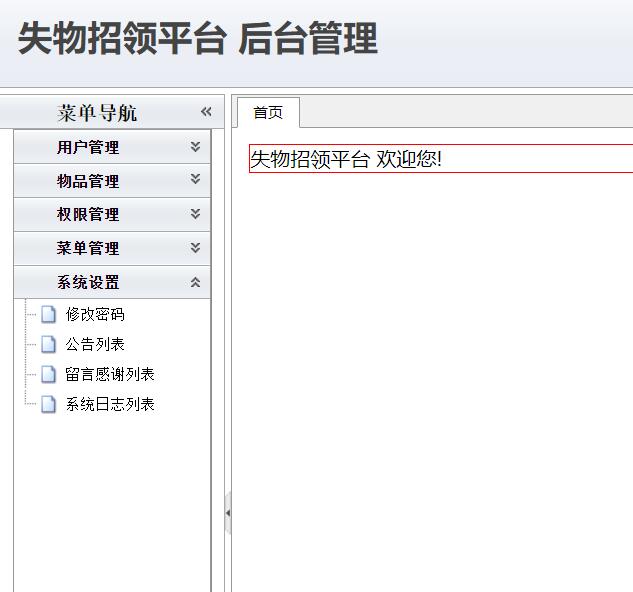 失物招领平台 后台管理
菜单导航
用户管理
物品管理
权限管理
菜单管理
系统设置
修改密码
公告列表
留言感谢列表
系统日志列表
首页
失物招领平台 欢迎您!